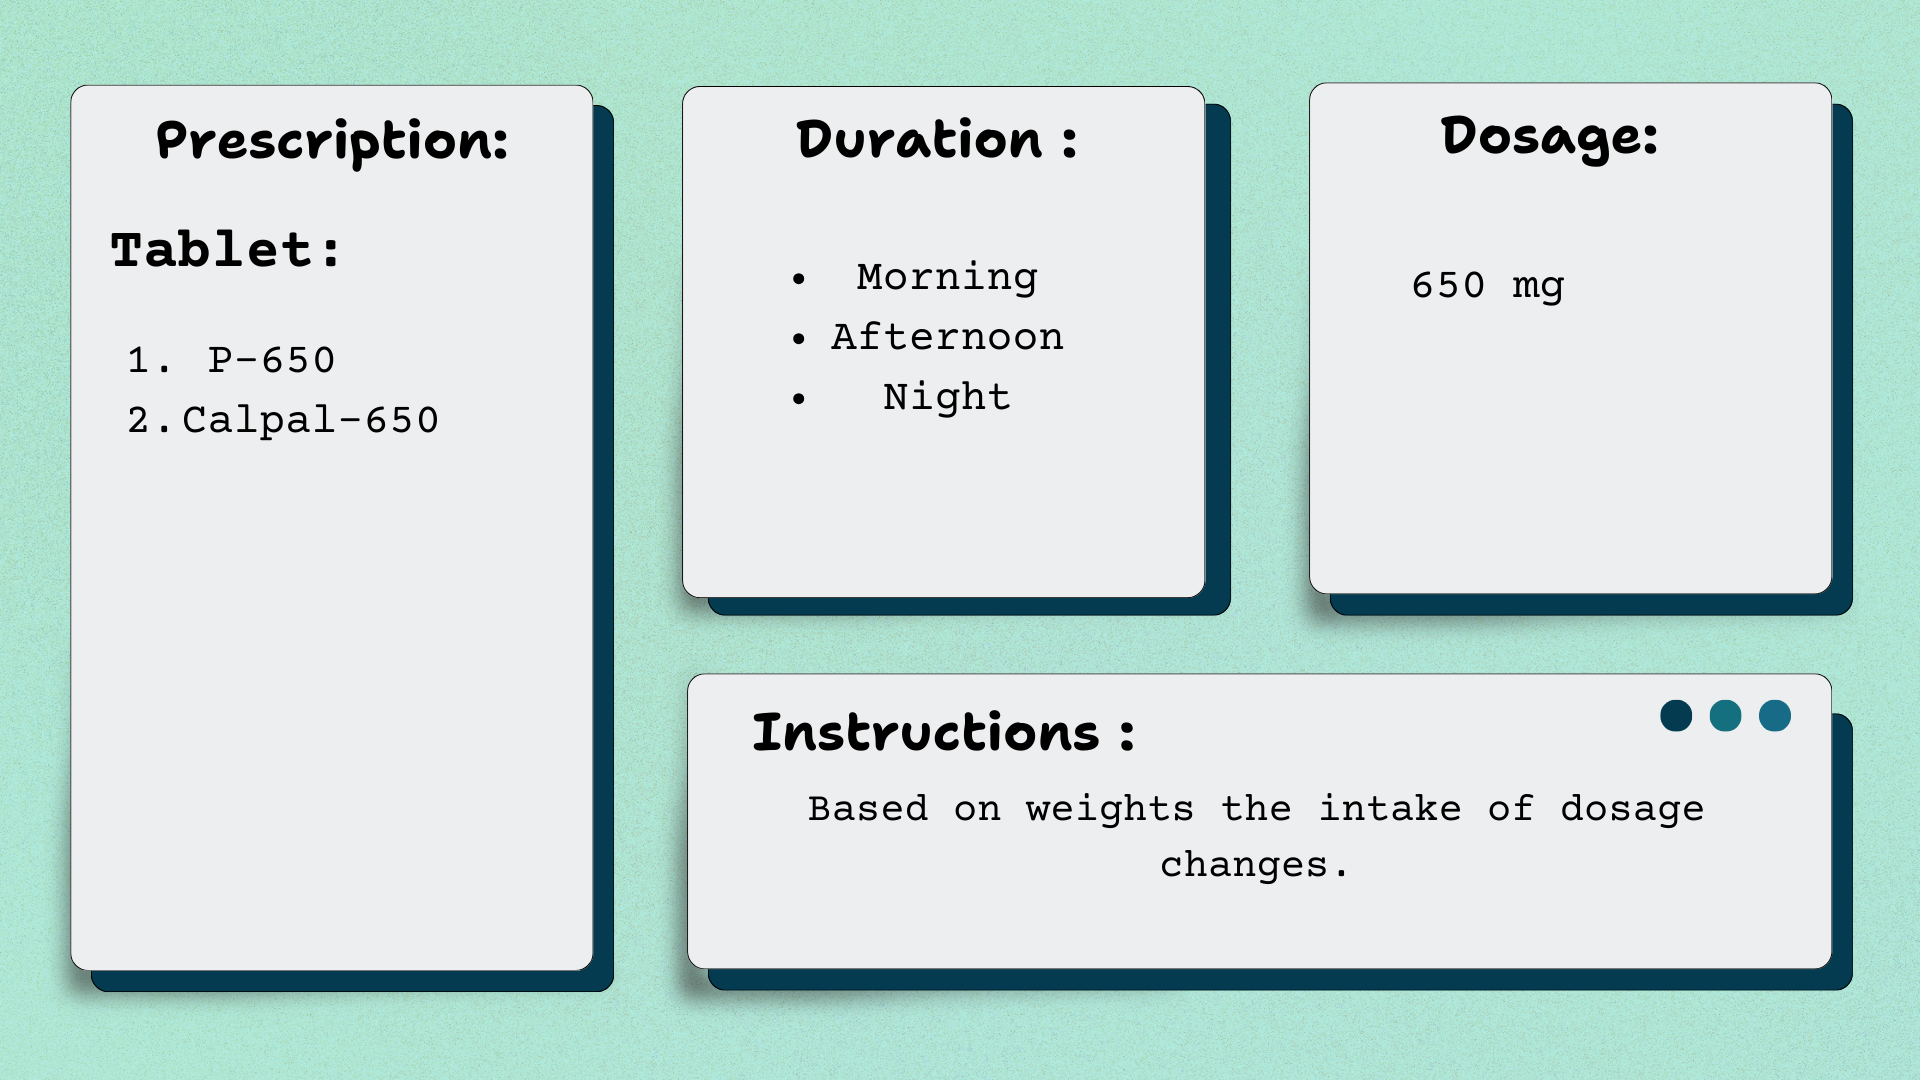 Prescription:
Tablet:
1. P-650
2.Calpal-650
Duration :
• Morning
• Afternoon
• Night
Dosage:
650 mg
Instructions :
Based on weights the intake of dosage
changes.